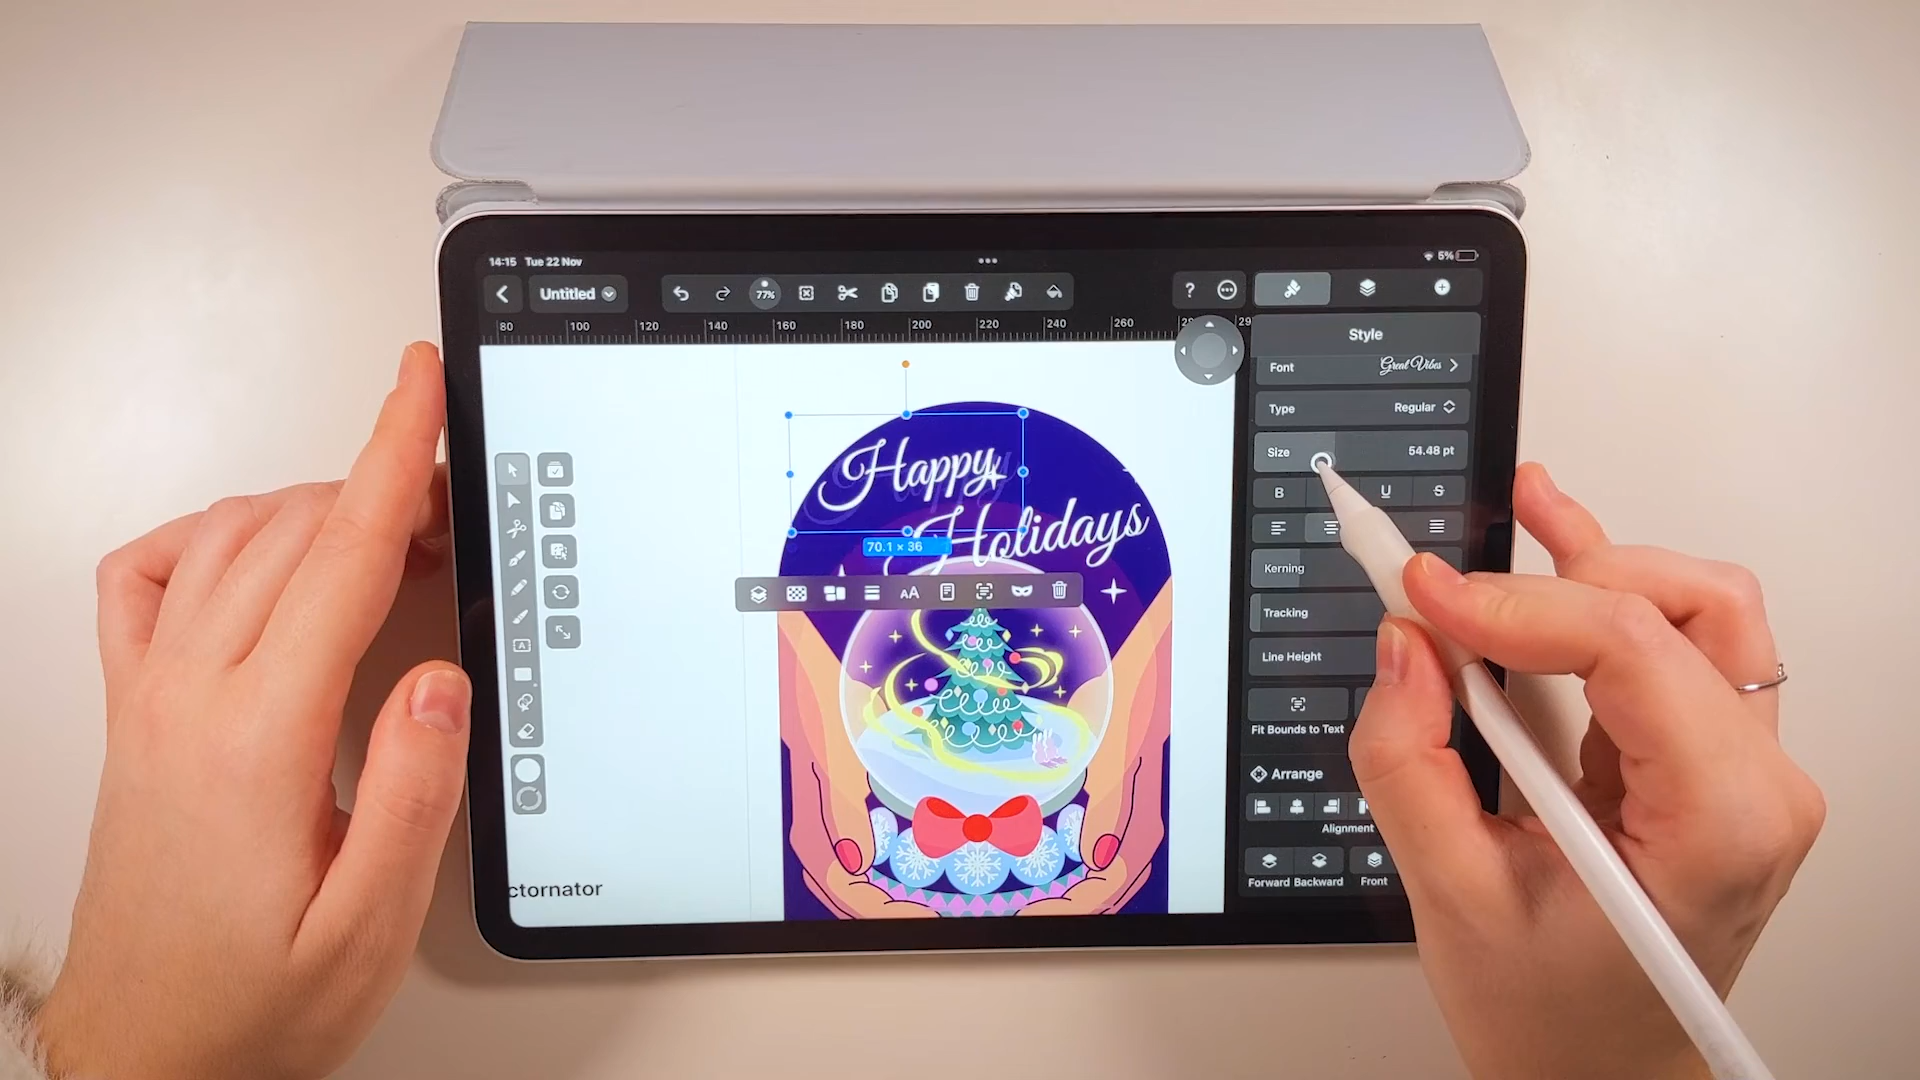 14:15 Tue 22 Nov
5%
Untitled
77%
?
80 100 120 140 160 180 200 220 240 260
Style
Font Great Vibes
Type Regular
Size 54.48 pt
B U S
Happy
Holidays
70.1 × 36
AA
A
Kerning
Tracking
Line Height
Fit Bounds to Text
Arrange
Alignment
Forward Backward Front
ctornator